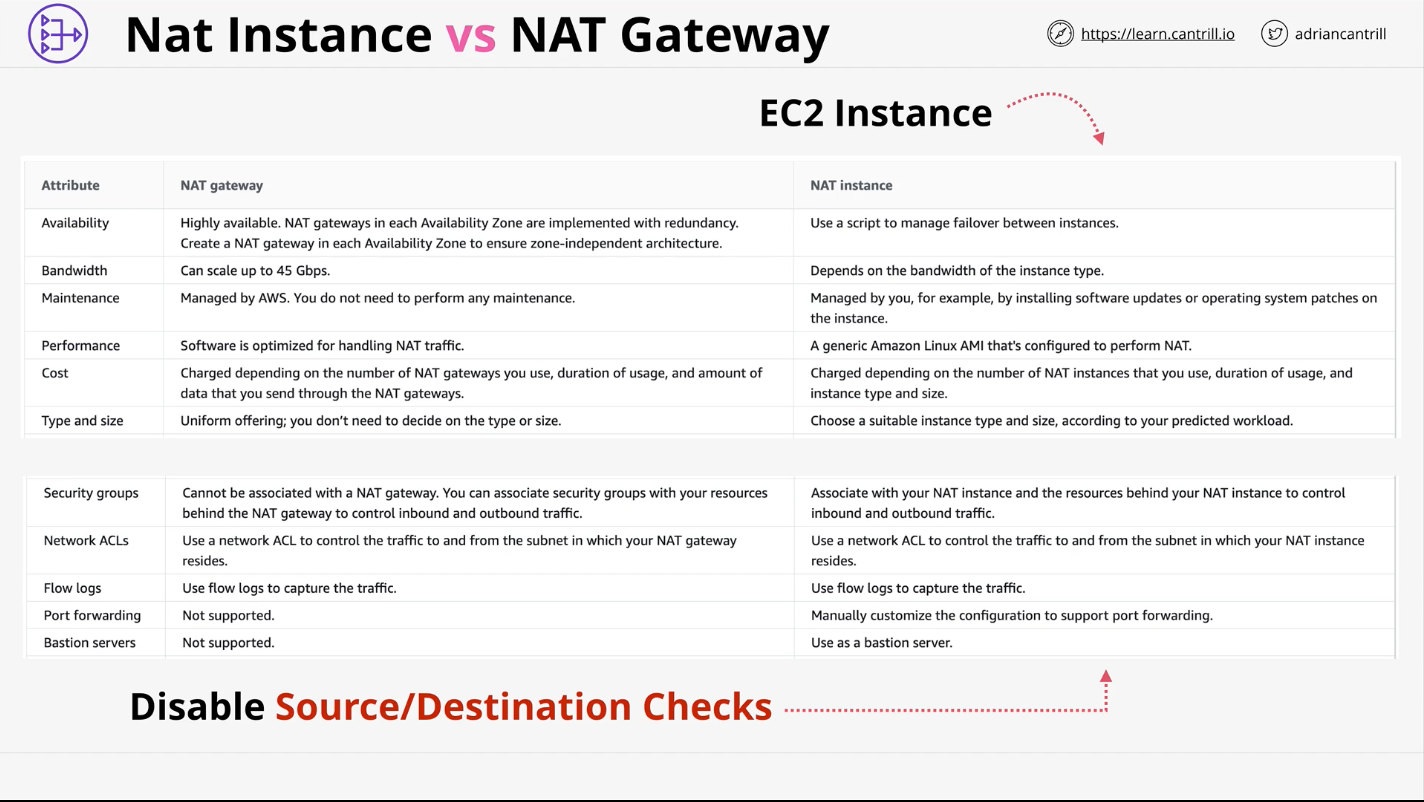 Nat Instance vs NAT Gateway
https://learn.cantrill.io
adriancantrill
EC2 Instance
Attribute
NAT gateway
NAT instance
Availability
Highly available. NAT gateways in each Availability Zone are implemented with redundancy.
Create a NAT gateway in each Availability Zone to ensure zone-independent architecture.
Use a script to manage failover between instances.
Bandwidth
Can scale up to 45 Gbps.
Depends on the bandwidth of the instance type.
Maintenance
Managed by AWS. You do not need to perform any maintenance.
Managed by you, for example, by installing software updates or operating system patches on
the instance.
Performance
Software is optimized for handling NAT traffic.
A generic Amazon Linux AMI that's configured to perform NAT.
Cost
Charged depending on the number of NAT gateways you use, duration of usage, and amount of
data that you send through the NAT gateways.
Charged depending on the number of NAT instances that you use, duration of usage, and
instance type and size.
Type and size
Uniform offering; you don't need to decide on the type or size.
Choose a suitable instance type and size, according to your predicted workload.
Security groups
Cannot be associated with a NAT gateway. You can associate security groups with your resources
behind the NAT gateway to control inbound and outbound traffic.
Associate with your NAT instance and the resources behind your NAT instance to control
inbound and outbound traffic.
Network ACLs
Use a network ACL to control the traffic to and from the subnet in which your NAT gateway
resides.
Use a network ACL to control the traffic to and from the subnet in which your NAT instance
resides.
Flow logs
Use flow logs to capture the traffic.
Use flow logs to capture the traffic.
Port forwarding
Not supported.
Manually customize the configuration to support port forwarding.
Bastion servers
Not supported.
Use as a bastion server.
Disable Source/Destination Checks